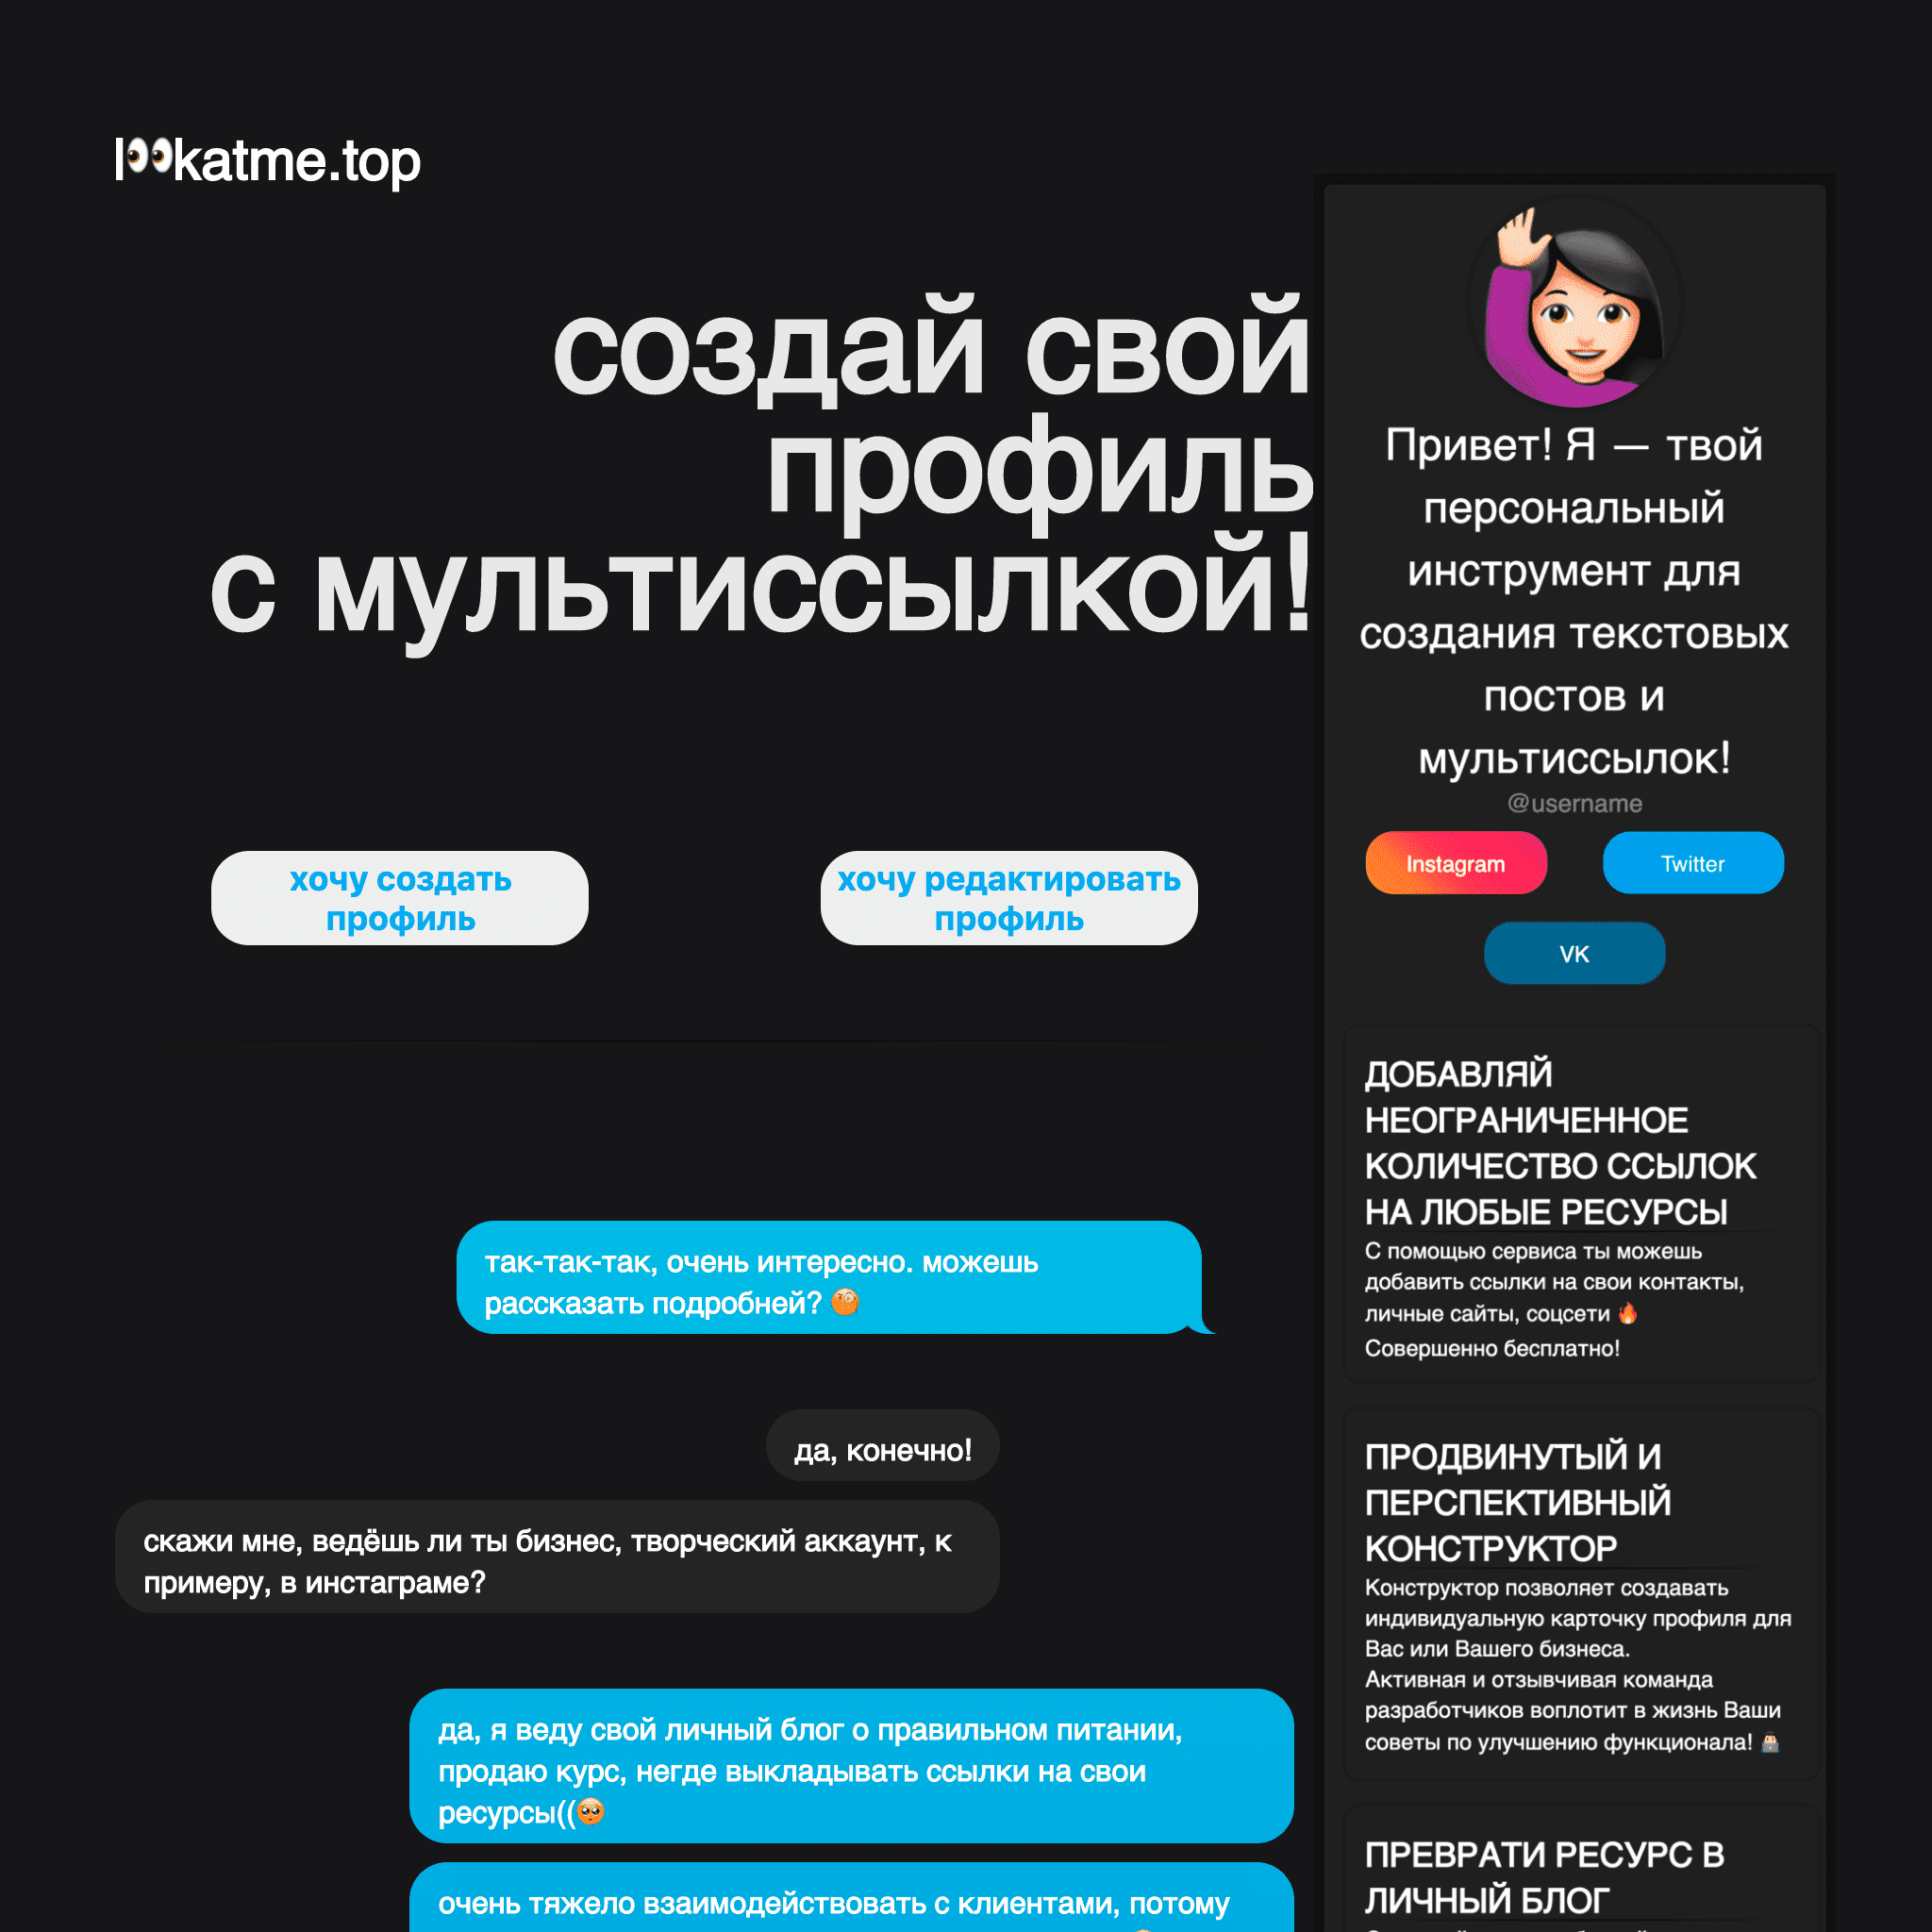 l👀katme.top
создай свой
профиль
с мультиссылкой!
хочу создать
профиль
хочу редактировать
профиль
так-так-так, очень интересно. можешь
рассказать подробней?
да, конечно!
скажи мне, ведёшь ли ты бизнес, творческий аккаунт, к
примеру, в инстаграме?
да, я веду свой личный блог о правильном питании,
продаю курс, негде выкладывать ссылки на свои
ресурсы((🥺
очень тяжело взаимодействовать с клиентами, потому
Привет! Я — твой
персональный
инструмент для
создания текстовых
постов и
мультиссылок!
@username
Instagram
Twitter
VK
ДОБАВЛЯЙ
НЕОГРАНИЧЕННОЕ
КОЛИЧЕСТВО ССЫЛОК
НА ЛЮБЫЕ РЕСУРСЫ
С помощью сервиса ты можешь
добавить ссылки на свои контакты,
личные сайты, соцсети 🔥
Совершенно бесплатно!
ПРОДВИНУТЫЙ И
ПЕРСПЕКТИВНЫЙ
КОНСТРУКТОР
Конструктор позволяет создавать
индивидуальную карточку профиля для
Вас или Вашего бизнеса.
Активная и отзывчивая команда
разработчиков воплотит в жизнь Ваши
советы по улучшению функционала! 👨🏻‍💻
ПРЕВРАТИ РЕСУРС В
ЛИЧНЫЙ БЛОГ